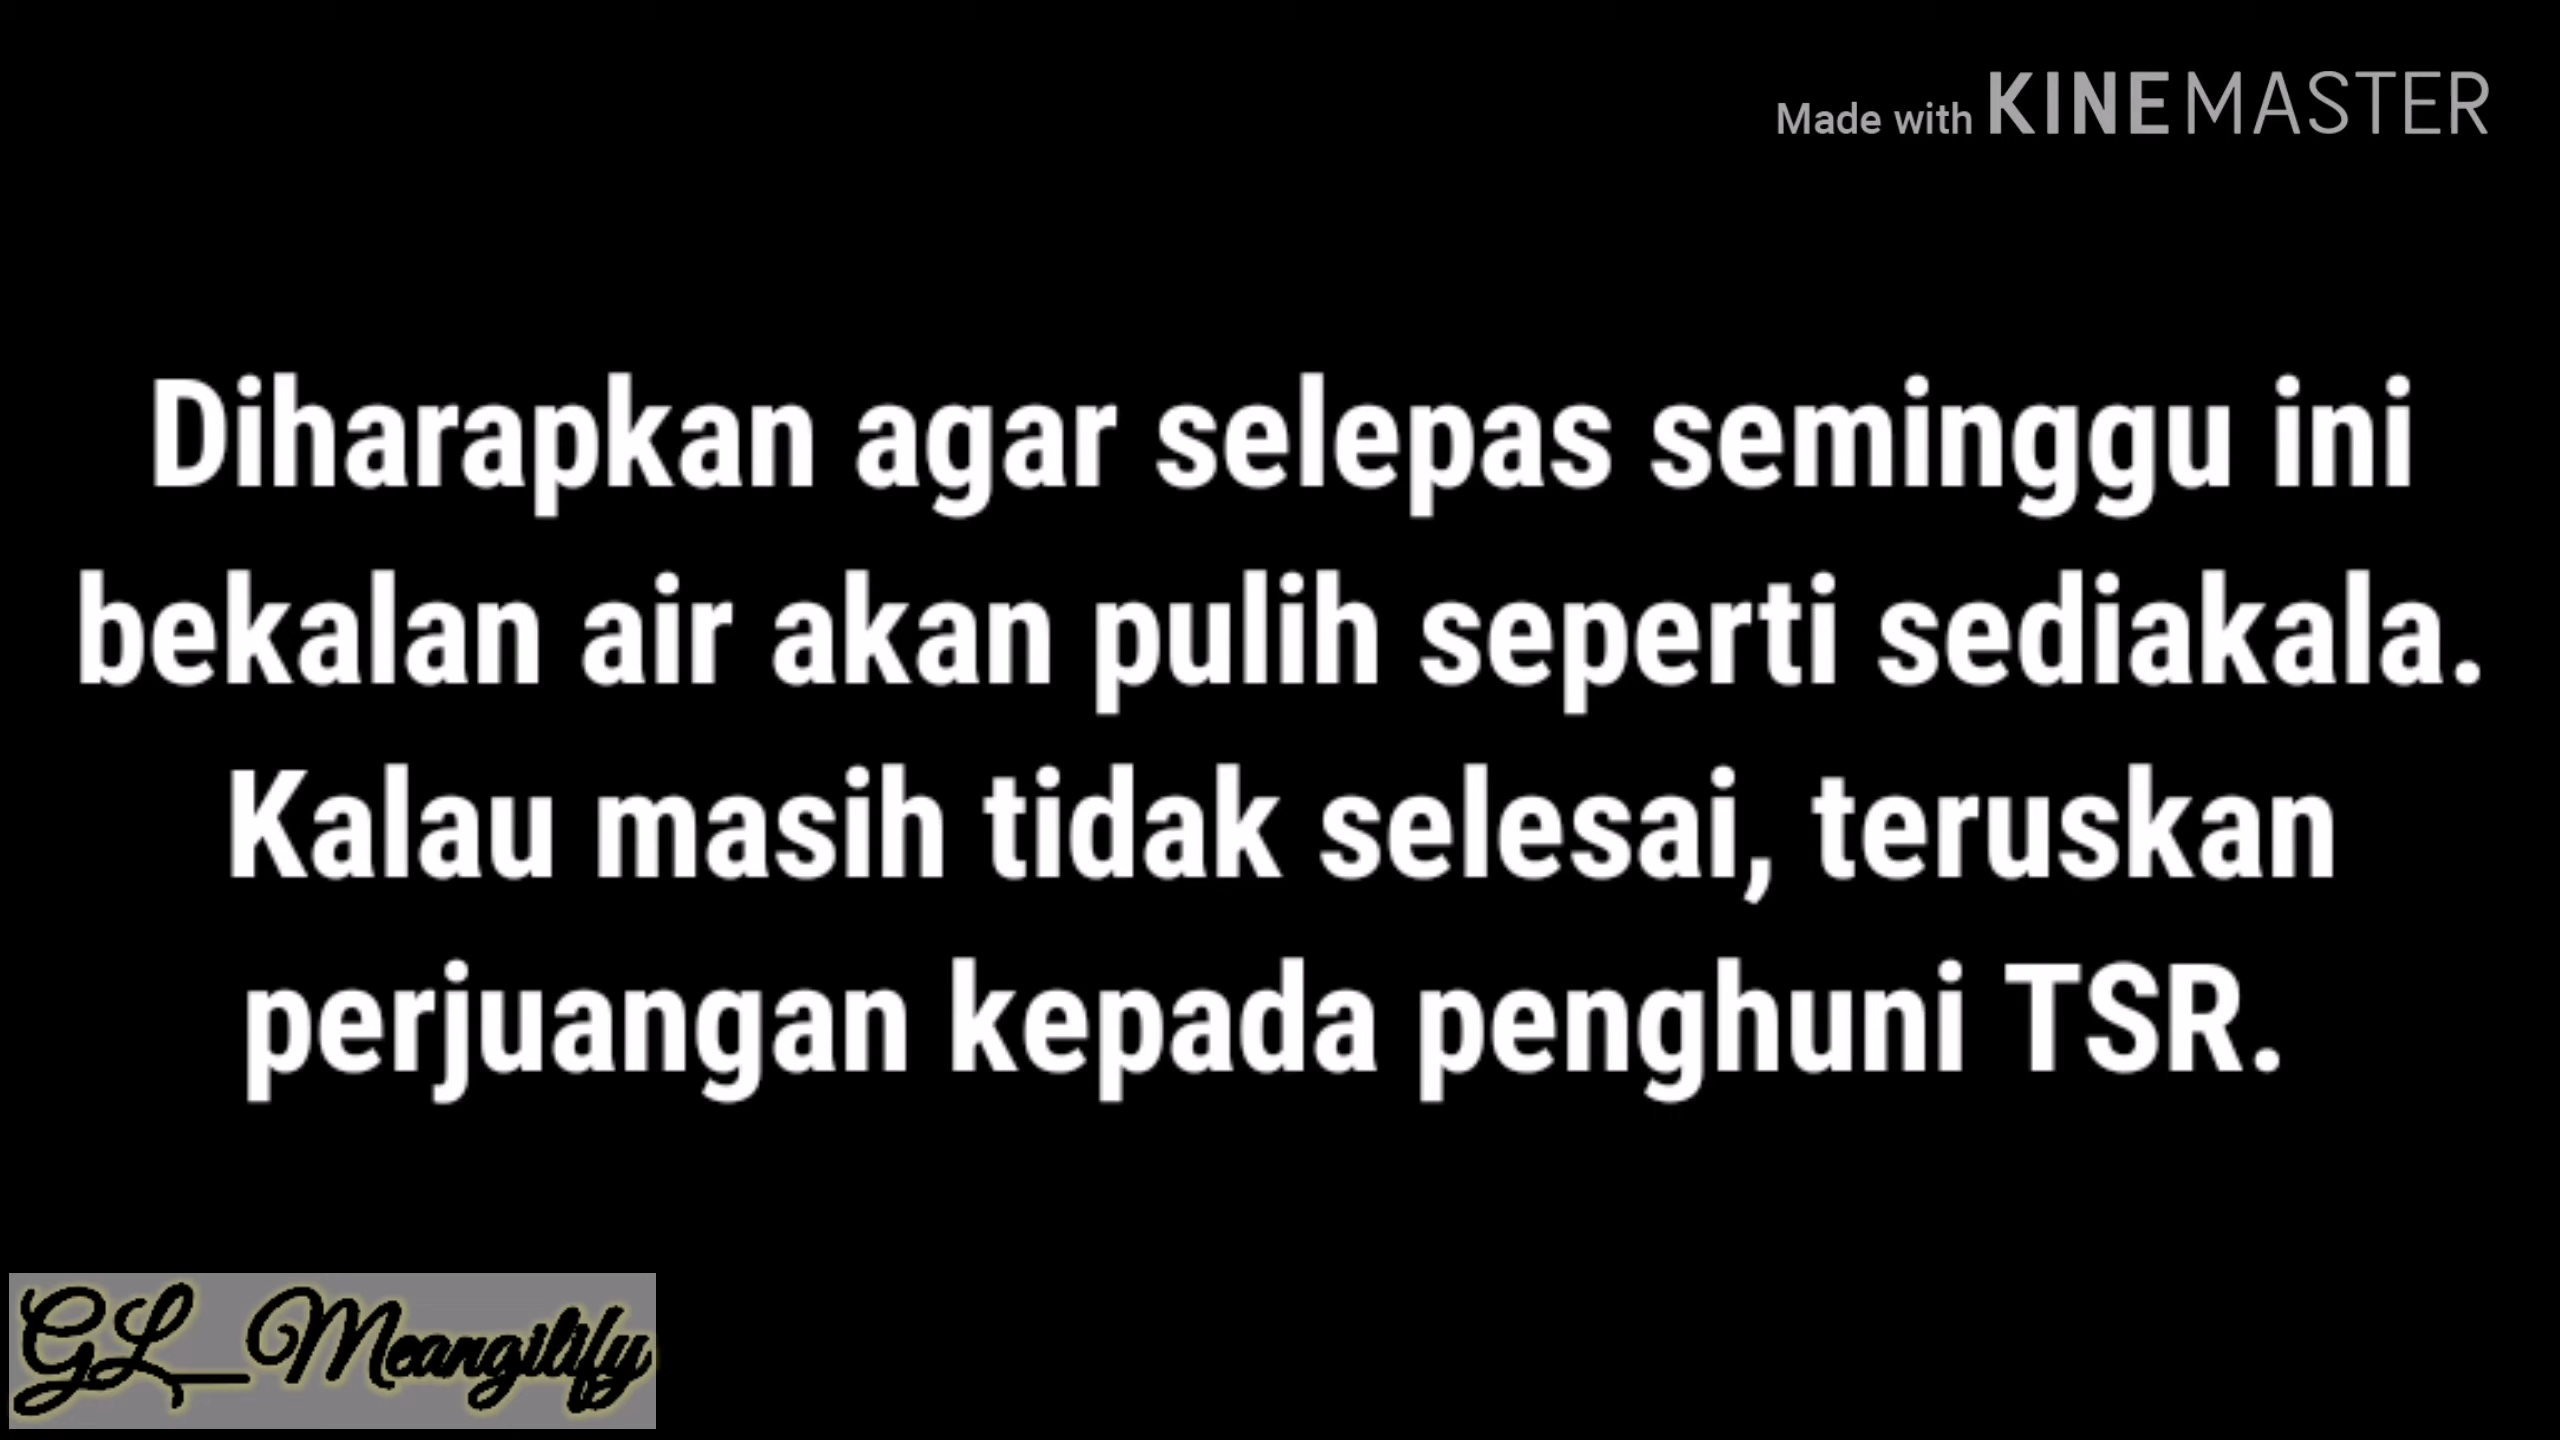 Made with KINEMASTER
Diharapkan agar selepas seminggu ini
bekalan air akan pulih seperti sediakala.
Kalau masih tidak selesai, teruskan
perjuangan kepada penghuni TSR.
GL_Meangilify